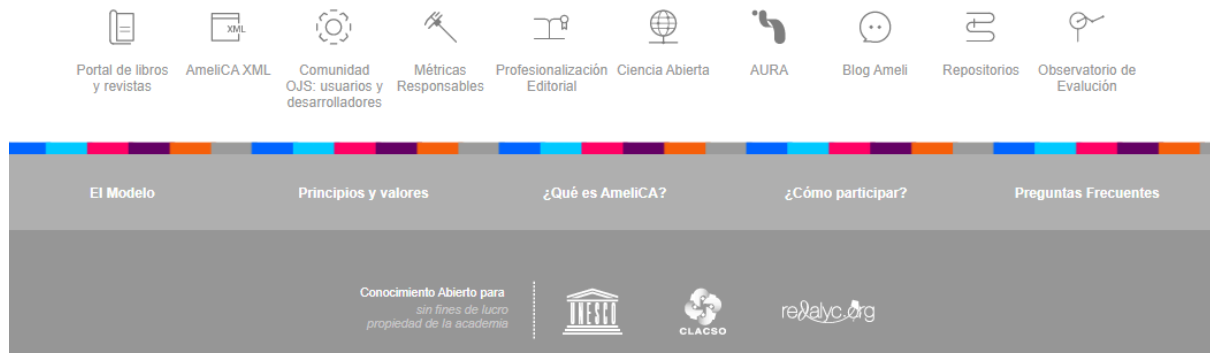 XML
Portal de libros
y revistas
AmeliCA XML
Comunidad
OJS: usuarios y
desarrolladores
Métricas
Responsables
Profesionalización
Editorial
Ciencia Abierta
AURA
Blog Ameli
Repositorios
Observatorio de
Evalución
El Modelo
Principios y valores
¿Qué es AmeliCA?
¿Cómo participar?
Preguntas Frecuentes
Conocimiento Abierto para
sin fines de lucro
propiedad de la academia
UNESCO
CLACSO
redalyc.org